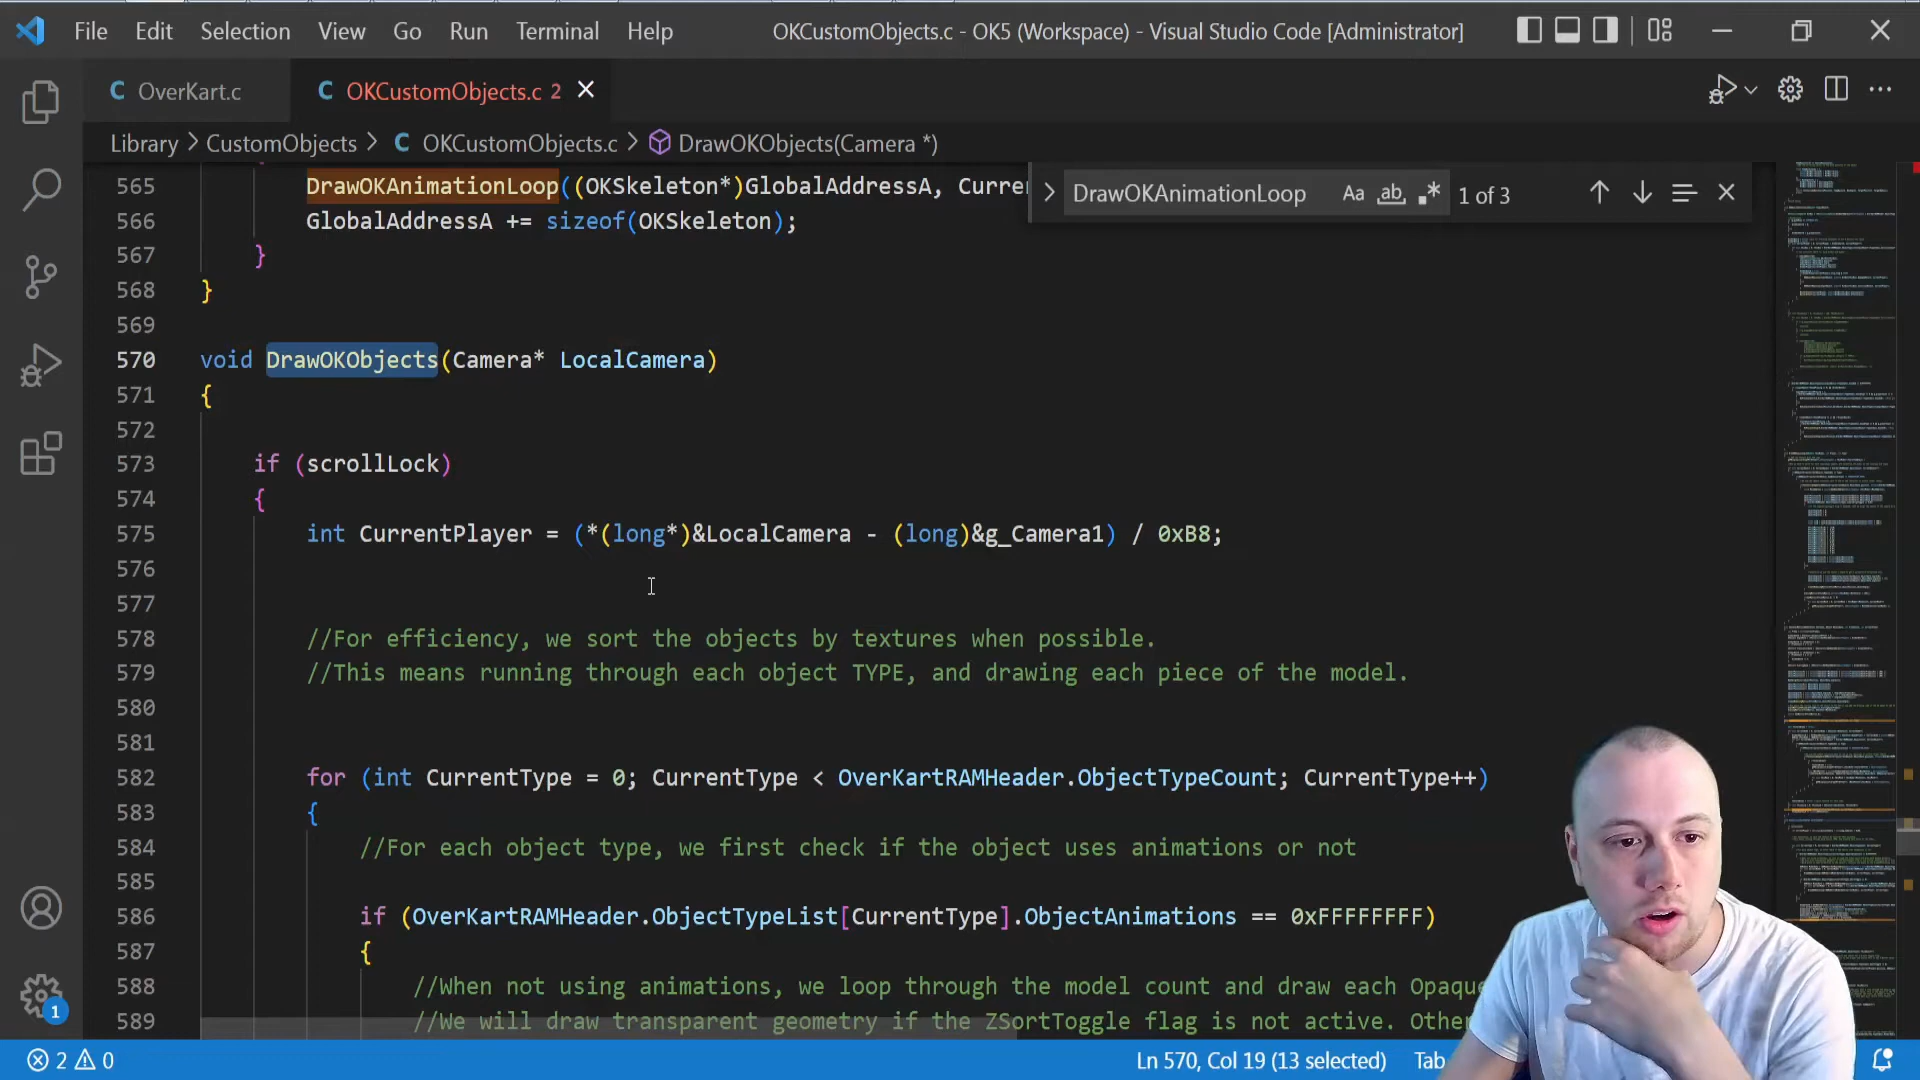 File Edit Selection View Go Run Terminal Help OKCustomObjects.c - OK5 (Workspace) - Visual Studio Code [Administrator]
C OverKart.c C OKCustomObjects.c 2
Library > CustomObjects > C OKCustomObjects.c > DrawOKObjects(Camera *)
DrawOKAnimationLoop Aa ab .* 1 of 3
565 DrawOKAnimationLoop((OKSkeleton*)GlobalAddressA, Curre
566 GlobalAddressA += sizeof(OKSkeleton);
567 }
568 }
569
570 void DrawOKObjects(Camera* LocalCamera)
571 {
572
573 if (scrollLock)
574 {
575 int CurrentPlayer = (*(long*)&LocalCamera - (long)&g_Camera1) / 0xB8;
576
577
578 //For efficiency, we sort the objects by textures when possible.
579 //This means running through each object TYPE, and drawing each piece of the model.
580
581
582 for (int CurrentType = 0; CurrentType < OverKartRAMHeader.ObjectTypeCount; CurrentType++)
583 {
584 //For each object type, we first check if the object uses animations or not
585
586 if (OverKartRAMHeader.ObjectTypeList[CurrentType].ObjectAnimations == 0xFFFFFFFF)
587 {
588 //When not using animations, we loop through the model count and draw each Opaque
589 //We will draw transparent geometry if the ZSortToggle flag is not active. Other
1
2 0 Ln 570, Col 19 (13 selected) Tab